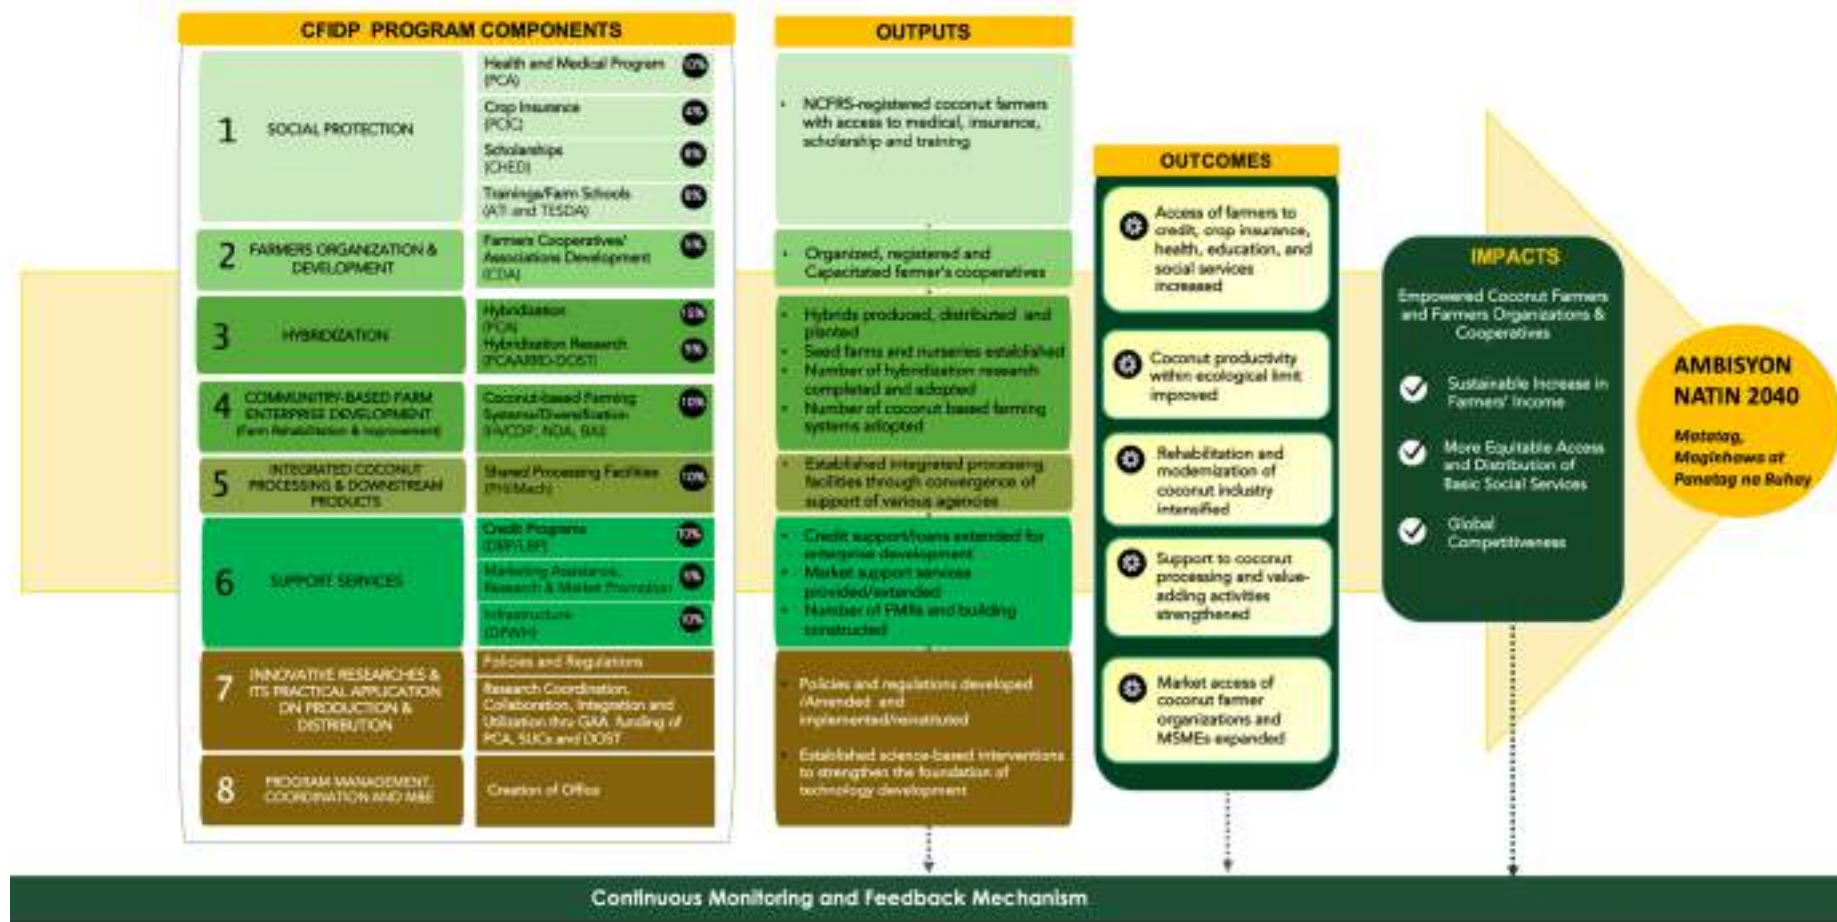 CFIDP PROGRAM COMPONENTS
1
SOCIAL PROTECTION
Health and Medical Program
(PCA)
Crop Insurance
(PCIC)
Scholarships
(CHED)
Trainings/Farm Schools
(ATI and TESDA)
2
FARMERS ORGANIZATION &
DEVELOPMENT
Farmers Cooperatives'
Associations Development
(CDA)
5%
3
HYBRIDIZATION
Hybridization
(PCA)
Hybridization Research
(PCAARRD-DOST)
5%
4
COMMUNITRY-BASED FARM
ENTERPRISE DEVELOPMENT
(Farm Rehabilitation & Improvement)
Coconut-based Farming
Systems/Diversification
(HVCDP, NDA, BAI)
10%
5
INTEGRATED COCONUT
PROCESSING & DOWNSTREAM
PRODUCTS
Shared Processing Facilities
(PHilMech)
10%
6
SUPPORT SERVICES
Credit Programs
(DBP/LBP)
10%
Marketing Assistance,
Research & Market Promotion
5%
Infrastructure
(DPWH)
10%
7
INNOVATIVE RESEARCHES &
ITS PRACTICAL APPLICATION
ON PRODUCTION &
DISTRIBUTION
Policies and Regulations
Research Coordination,
Collaboration, Integration and
Utilization thru GAA funding of
PCA, SUCs and DOST
8
PROGRAM MANAGEMENT,
COORDINATION AND M&E
Creation of Office
OUTPUTS
• NCFRS-registered coconut farmers
with access to medical, insurance,
scholarship and training
• Organized, registered and
Capacitated farmer's cooperatives
• Hybrids produced, distributed and
planted
• Seed farms and nurseries established
• Number of hybridization research
completed and adopted
• Number of coconut based farming
systems adopted
• Established integrated processing
facilities through convergence of
support of various agencies
• Credit support/loans extended for
enterprise development
• Market support services
provided/extended
• Number of FMRs and building
constructed
• Policies and regulations developed
/Amended and
implemented/reinstituted
• Established science-based interventions
to strengthen the foundation of
technology development
OUTCOMES
Access of farmers to
credit, crop insurance,
health, education, and
social services
increased
Coconut productivity
within ecological limit
improved
Rehabilitation and
modernization of
coconut industry
intensified
Support to coconut
processing and value-
adding activities
strengthened
Market access of
coconut farmer
organizations and
MSMEs expanded
IMPACTS
Empowered Coconut Farmers
and Farmers Organizations &
Cooperatives
Sustainable Increase in
Farmers' Income
More Equitable Access
and Distribution of
Basic Social Services
Global
Competitiveness
AMBISYON
NATIN 2040
Matatag,
Maginhawa at
Panatag na Buhay
Continuous Monitoring and Feedback Mechanism